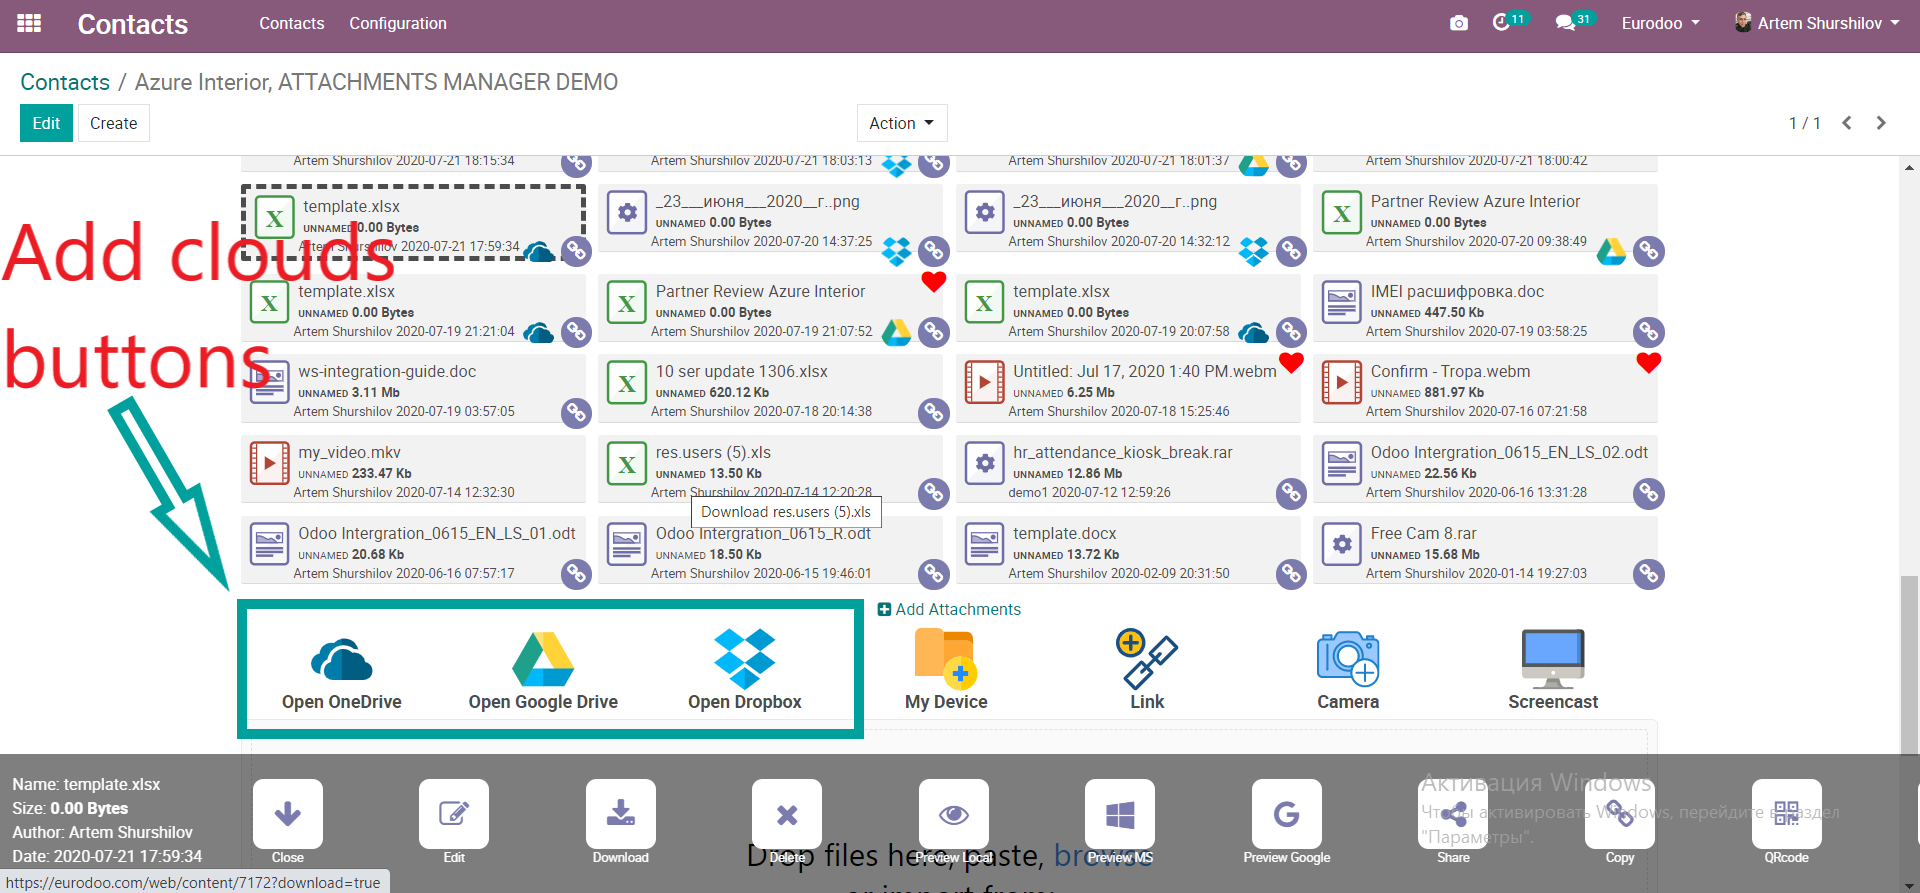 Contacts
Contacts Configuration
11
31
Eurodoo
Artem Shurshilov
Contacts / Azure Interior, ATTACHMENTS MANAGER DEMO
Edit
Create
Action
1 / 1
Artem Shurshilov 2020-07-21 18:15:34
Artem Shurshilov 2020-07-21 18:03:13
Artem Shurshilov 2020-07-21 18:01:37
Artem Shurshilov 2020-07-21 18:00:42
template.xlsx
UNNAMED 0.00 Bytes
Artem Shurshilov 2020-07-21 17:59:34
_23___июня___2020__г..png
UNNAMED 0.00 Bytes
Artem Shurshilov 2020-07-20 14:37:25
_23___июня___2020__г..png
UNNAMED 0.00 Bytes
Artem Shurshilov 2020-07-20 14:32:12
Partner Review Azure Interior
UNNAMED 0.00 Bytes
Artem Shurshilov 2020-07-20 09:38:49
Add clouds
buttons
template.xlsx
UNNAMED 0.00 Bytes
Artem Shurshilov 2020-07-19 21:21:04
Partner Review Azure Interior
UNNAMED 0.00 Bytes
Artem Shurshilov 2020-07-19 21:07:52
template.xlsx
UNNAMED 0.00 Bytes
Artem Shurshilov 2020-07-19 20:07:58
IMEI расшифровка.doc
UNNAMED 447.50 Kb
Artem Shurshilov 2020-07-19 03:58:25
ws-integration-guide.doc
UNNAMED 3.11 Mb
Artem Shurshilov 2020-07-19 03:57:05
10 ser update 1306.xlsx
UNNAMED 620.12 Kb
Artem Shurshilov 2020-07-18 20:14:38
Untitled: Jul 17, 2020 1:40 PM.webm
UNNAMED 6.25 Mb
Artem Shurshilov 2020-07-18 15:25:46
Confirm - Tropa.webm
UNNAMED 881.97 Kb
Artem Shurshilov 2020-07-16 07:21:58
my_video.mkv
UNNAMED 233.47 Kb
Artem Shurshilov 2020-07-14 12:32:30
res.users (5).xls
UNNAMED 13.50 Kb
Artem Shurshilov 2020-07-14 12:20:28
Download res.users (5).xls
hr_attendance_kiosk_break.rar
UNNAMED 12.86 Mb
demo1 2020-07-12 12:59:26
Odoo Intergration_0615_EN_LS_02.odt
UNNAMED 22.56 Kb
Artem Shurshilov 2020-06-16 13:31:28
Odoo Intergration_0615_EN_LS_01.odt
UNNAMED 20.68 Kb
Artem Shurshilov 2020-06-16 07:57:17
Odoo Intergration_0615_R.odt
UNNAMED 18.50 Kb
Artem Shurshilov 2020-06-15 19:46:01
template.docx
UNNAMED 13.72 Kb
Artem Shurshilov 2020-02-09 20:31:50
Free Cam 8.rar
UNNAMED 15.68 Mb
Artem Shurshilov 2020-01-14 19:27:03
Add Attachments
Open OneDrive
Open Google Drive
Open Dropbox
My Device
Link
Camera
Screencast
Name: template.xlsx
Size: 0.00 Bytes
Author: Artem Shurshilov
Date: 2020-07-21 17:59:34
Close
Edit
Download
Delete
Preview Local
Preview MS
Preview Google
Share
Copy
QRcode
Активация Windows
Чтобы активировать Windows, перейдите в раздел
"Параметры".
Drop files here, paste, browse
or import from:
https://eurodoo.com/web/content/7172?download=true